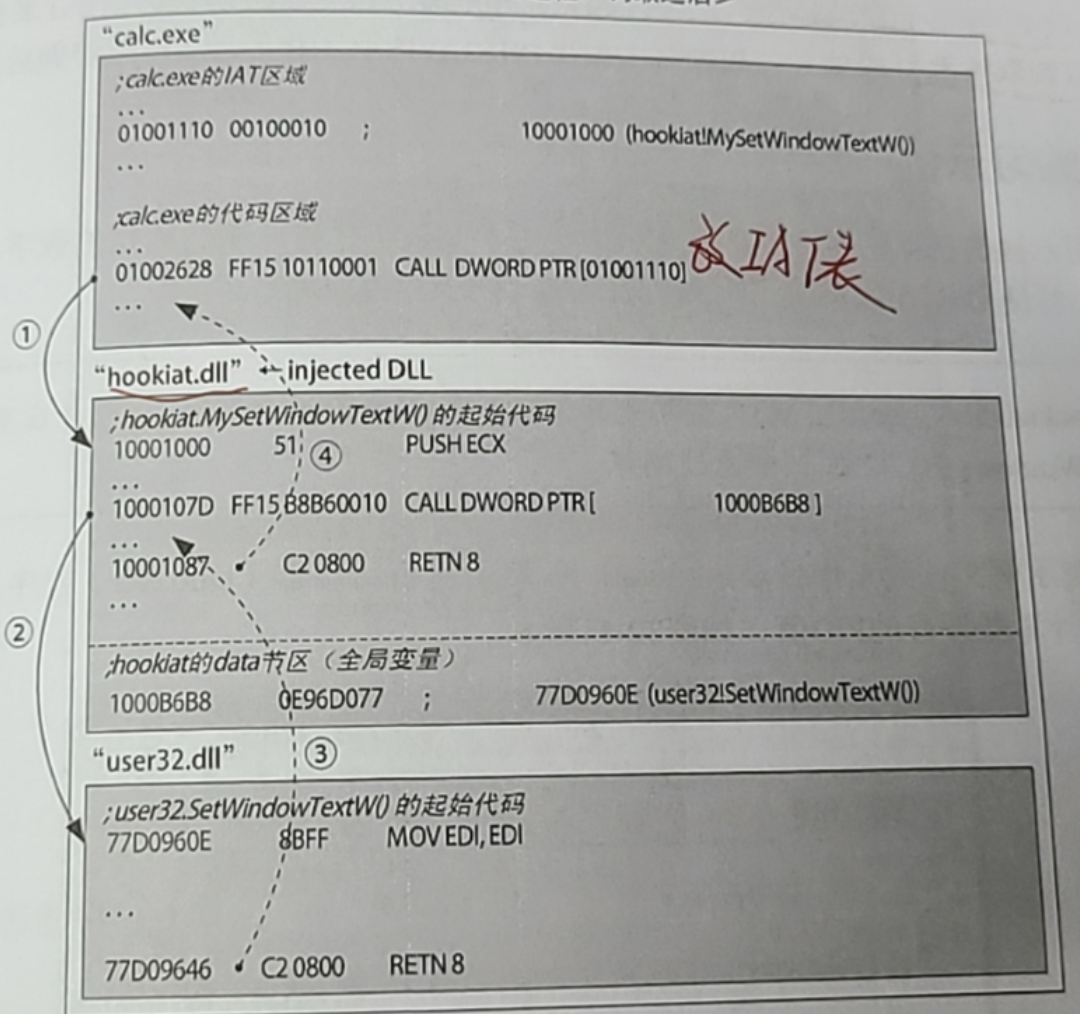 “calc.exe”
;calc.exe的IAT区域
...
01001110 00100010 ; 10001000 (hookiat!MySetWindowTextW())
...
;calc.exe的代码区域
...
01002628 FF15 10110001 CALL DWORD PTR [01001110] 改IAT表
...
①
“hookiat.dll” injected DLL
;hookiat.MySetWindowTextW() 的起始代码
10001000 51 PUSH ECX
④
...
1000107D FF15 B8B60010 CALL DWORD PTR [ 1000B6B8 ]
...
10001087 C2 0800 RETN 8
...
②
;hookiat的data节区（全局变量）
1000B6B8 0E96D077 ; 77D0960E (user32!SetWindowTextW())
“user32.dll”
③
;user32.SetWindowTextW() 的起始代码
77D0960E 8BFF MOV EDI, EDI
...
77D09646 C2 0800 RETN 8